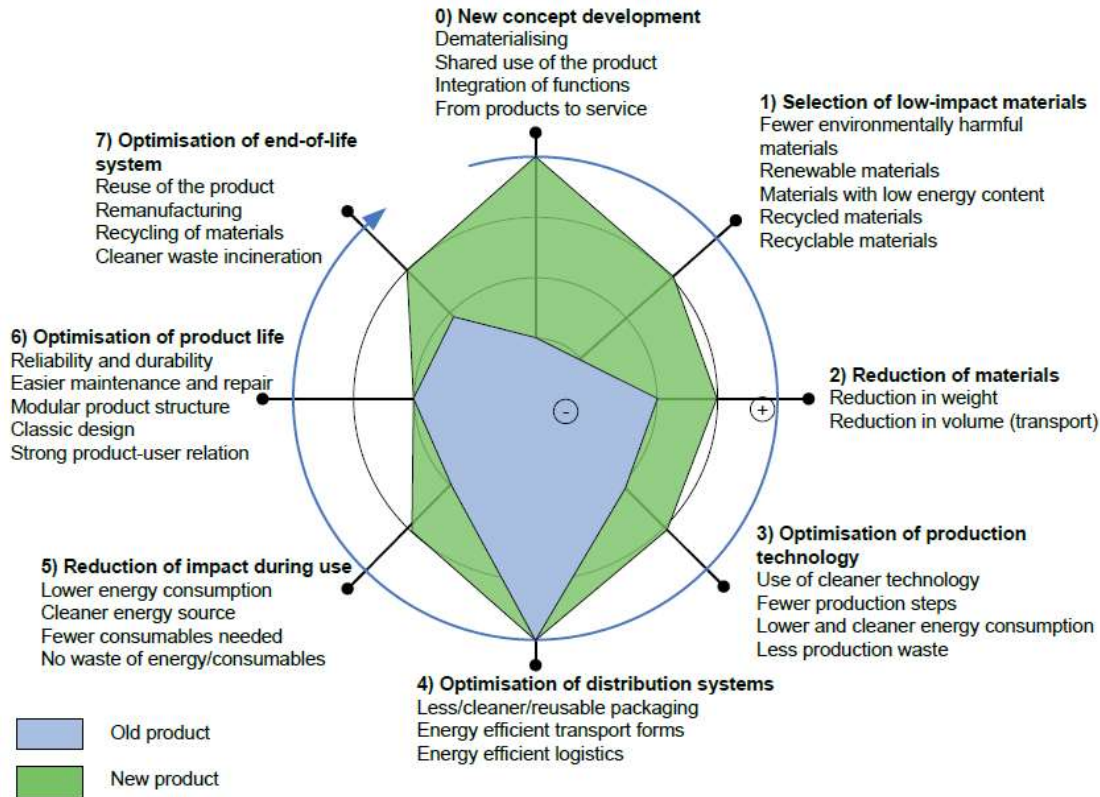 0) New concept development
Dematerialising
Shared use of the product
Integration of functions
From products to service
1) Selection of low-impact materials
Fewer environmentally harmful
materials
Renewable materials
Materials with low energy content
Recycled materials
Recyclable materials
2) Reduction of materials
Reduction in weight
Reduction in volume (transport)
3) Optimisation of production
technology
Use of cleaner technology
Fewer production steps
Lower and cleaner energy consumption
Less production waste
4) Optimisation of distribution systems
Less/cleaner/reusable packaging
Energy efficient transport forms
Energy efficient logistics
5) Reduction of impact during use
Lower energy consumption
Cleaner energy source
Fewer consumables needed
No waste of energy/consumables
6) Optimisation of product life
Reliability and durability
Easier maintenance and repair
Modular product structure
Classic design
Strong product-user relation
7) Optimisation of end-of-life
system
Reuse of the product
Remanufacturing
Recycling of materials
Cleaner waste incineration
-
+
Old product
New product